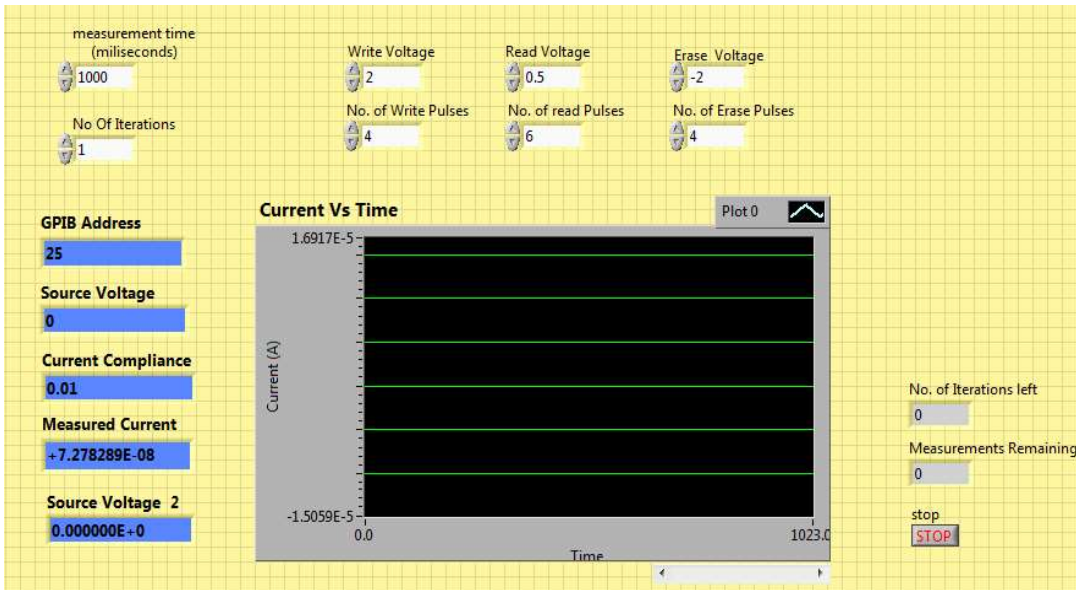 measurement time
(miliseconds)
1000
No Of Iterations
1
Write Voltage
2
Read Voltage
0.5
Erase Voltage
-2
No. of Write Pulses
4
No. of read Pulses
6
No. of Erase Pulses
4
GPIB Address
25
Source Voltage
0
Current Compliance
0.01
Measured Current
+7.278289E-08
Source Voltage 2
0.000000E+0
Current Vs Time
Plot 0
1.6917E-5
Current (A)
-1.5059E-5
0.0
1023.0
Time
No. of Iterations left
0
Measurements Remaining
0
stop
STOP